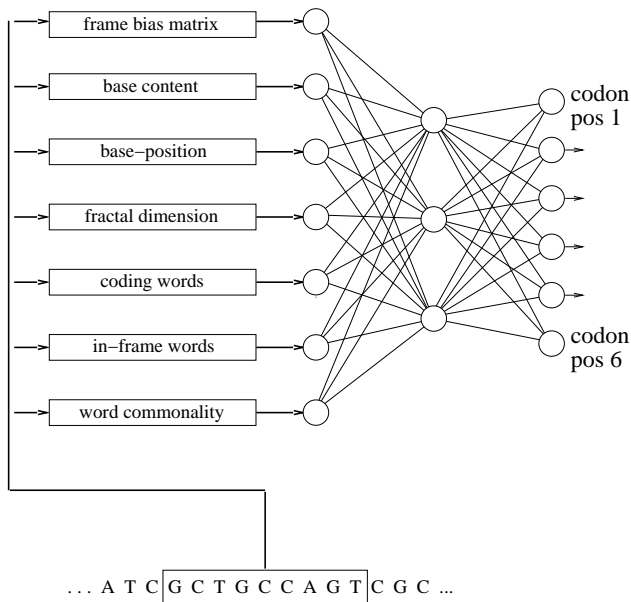 frame bias matrix
base content
base−position
fractal dimension
coding words
in−frame words
word commonality
codon
pos 1
codon
pos 6
. . . A T C G C T G C C A G T C G C ...